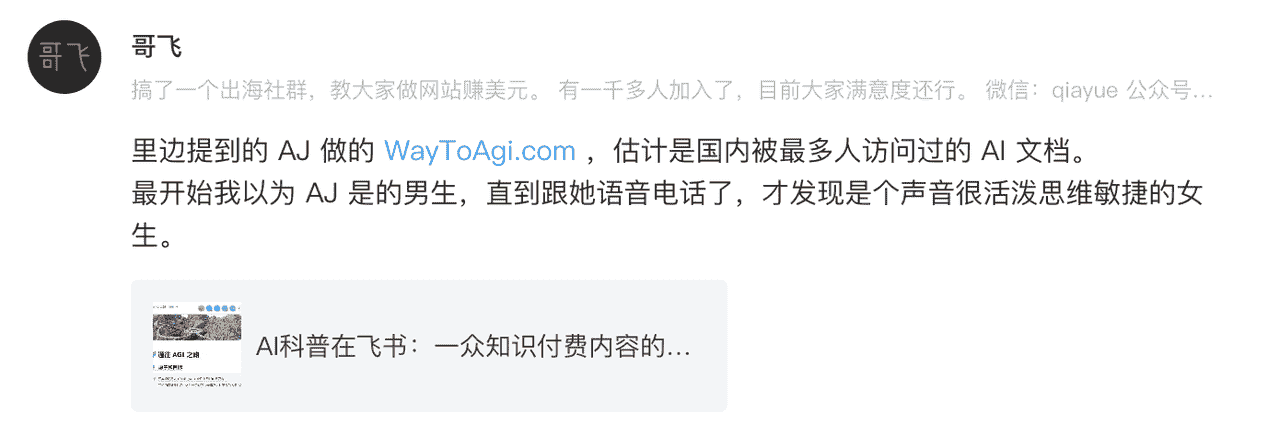 哥飞
哥飞
搞了一个出海社群，教大家做网站赚美元。 有一千多人加入了，目前大家满意度还行。 微信：qiayue 公众号...
里边提到的 AJ 做的 WayToAgi.com ，估计是国内被最多人访问过的 AI 文档。
最开始我以为 AJ 是的男生，直到跟她语音电话了，才发现是个声音很活泼思维敏捷的女
生。
通往 AGI 之路
AI科普在飞书：一众知识付费内容的...